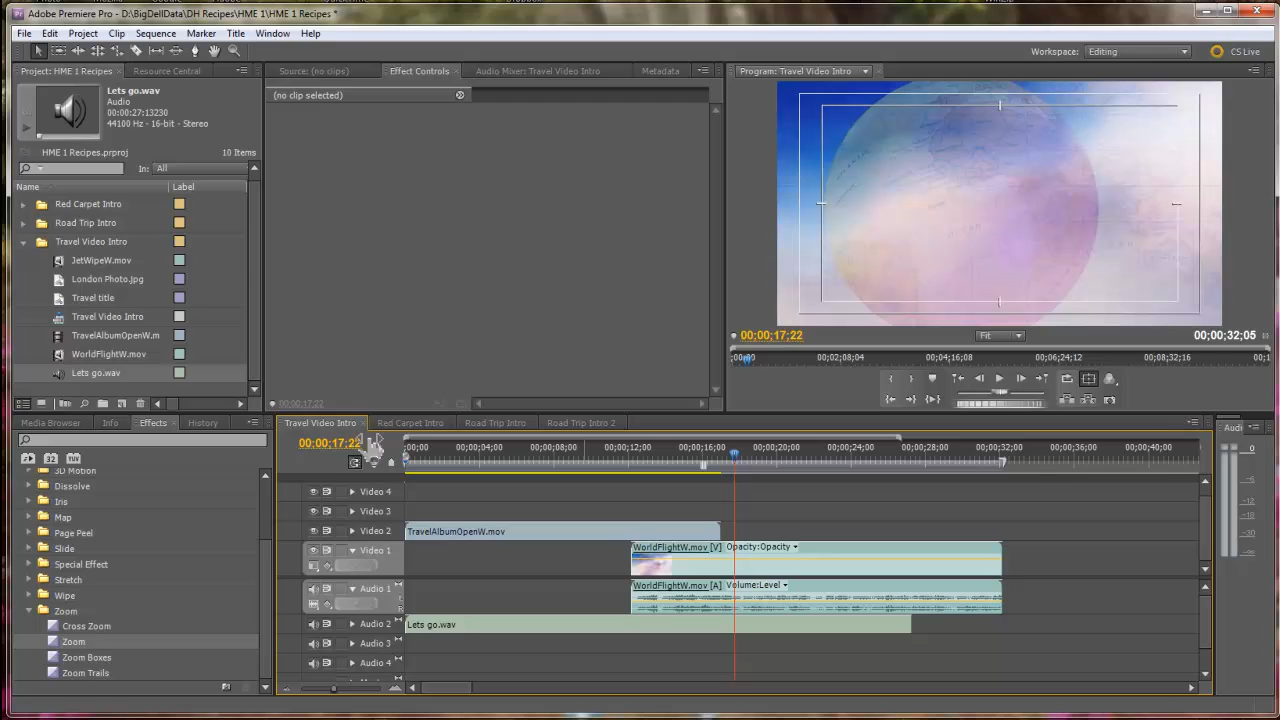 Adobe Premiere Pro - D:\BigDellData\DH Recipes\HME 1\HME 1 Recipes *
File Edit Project Clip Sequence Marker Title Window Help
Workspace: Editing CS Live
Project: HME 1 Recipes Resource Central
Source: (no clips) Effect Controls Audio Mixer: Travel Video Intro Metadata
Program: Travel Video Intro
Lets go.wav
Audio
00:00:27:13230
44100 Hz - 16-bit - Stereo
(no clip selected)
HME 1 Recipes.prproj 10 Items
In: All
Name Label
Red Carpet Intro
Road Trip Intro
Travel Video Intro
JetWipeW.mov
London Photo.jpg
Travel title
Travel Video Intro
TravelAlbumOpenW.m
WorldFlightW.mov
Lets go.wav
00;00;17;22 Fit 00;00;32;05
;00;00 00;02;08;04 00;04;16;08 00;06;24;12 00;08;32;16 00;1
00;00;17;22
Media Browser Info Effects History
Travel Video Intro Red Carpet Intro Road Trip Intro Road Trip Intro 2
Audi
00;00;17;22
;00;00 00;00;04;00 00;00;08;00 00;00;12;00 00;00;16;00 00;00;20;00 00;00;24;00 00;00;28;00 00;00;32;00 00;00;36;00 00;00;40;00
32 YUV
3D Motion
Dissolve
Iris
Map
Page Peel
Slide
Special Effect
Stretch
Wipe
Zoom
Cross Zoom
Zoom
Zoom Boxes
Zoom Trails
Video 4
Video 3
Video 2 TravelAlbumOpenW.mov
Video 1 WorldFlightW.mov [V] Opacity:Opacity
Audio 1 WorldFlightW.mov [A] Volume:Level
Audio 2 Lets go.wav
Audio 3
Audio 4
0
-6
-12
-18
-30